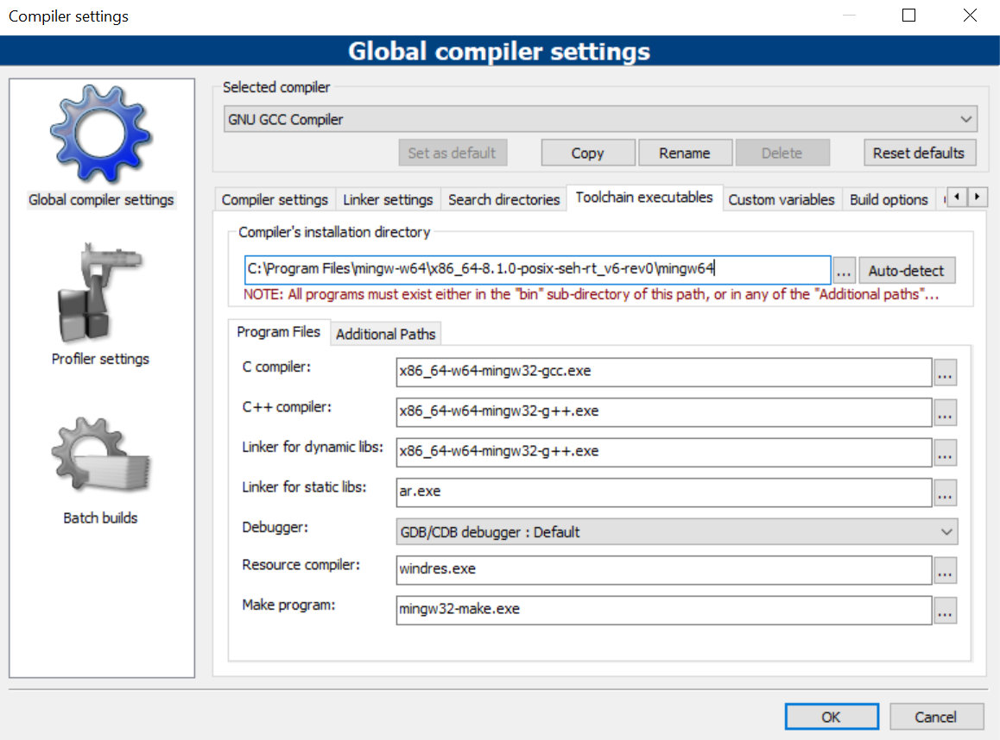 Compiler settings
Global compiler settings
Global compiler settings
Profiler settings
Batch builds
Selected compiler
GNU GCC Compiler
Set as default Copy Rename Delete Reset defaults
Compiler settings Linker settings Search directories Toolchain executables Custom variables Build options
Compiler's installation directory
C:\Program Files\mingw-w64\x86_64-8.1.0-posix-seh-rt_v6-rev0\mingw64 ... Auto-detect
NOTE: All programs must exist either in the "bin" sub-directory of this path, or in any of the "Additional paths"...
Program Files Additional Paths
C compiler: x86_64-w64-mingw32-gcc.exe ...
C++ compiler: x86_64-w64-mingw32-g++.exe ...
Linker for dynamic libs: x86_64-w64-mingw32-g++.exe ...
Linker for static libs: ar.exe ...
Debugger: GDB/CDB debugger : Default
Resource compiler: windres.exe ...
Make program: mingw32-make.exe ...
OK Cancel